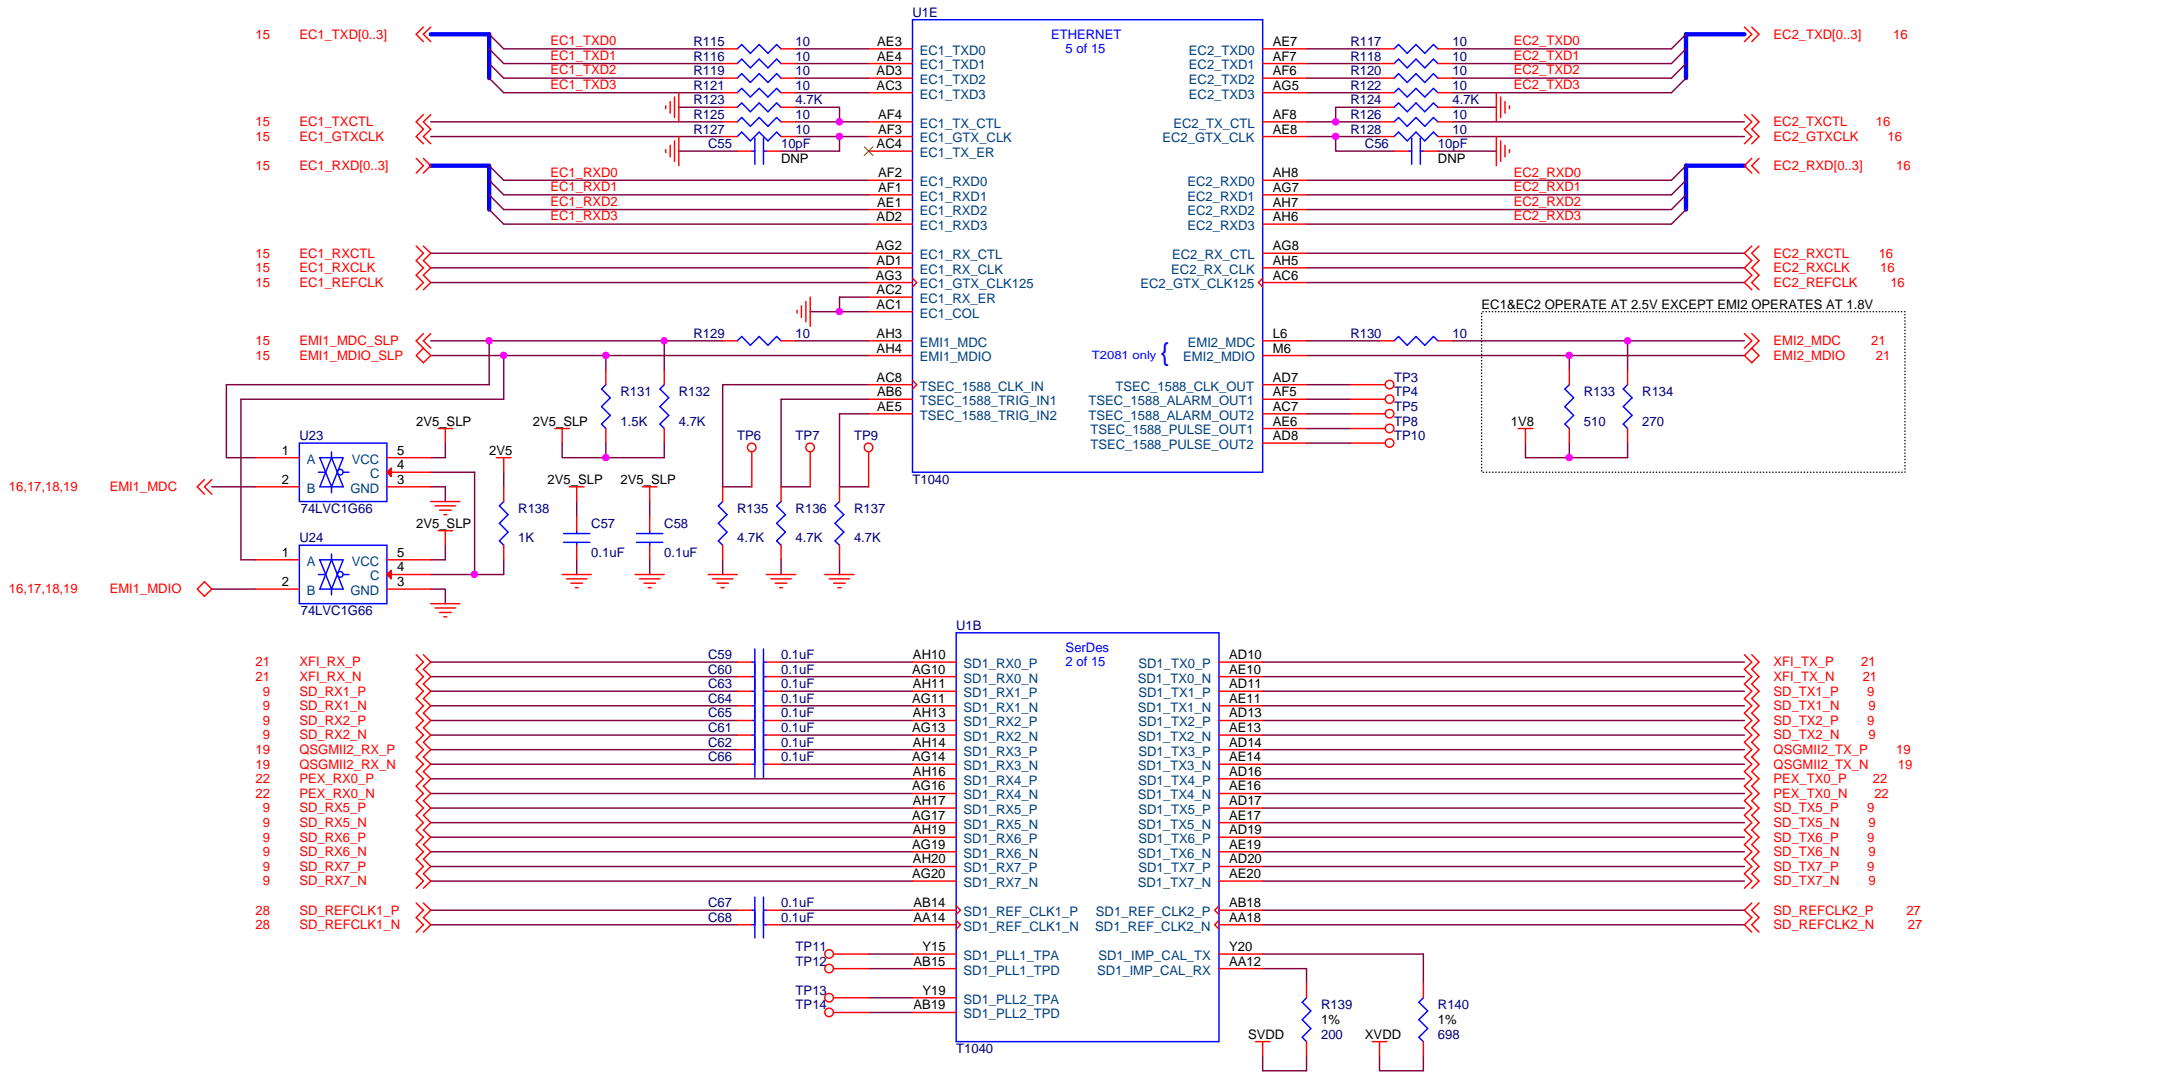 U1E
ETHERNET
5 of 15
15 EC1_TXD[0..3] EC1_TXD0 R115 10 AE3 EC1_TXD0 EC2_TXD0 AE7 R117 10 EC2_TXD0 EC2_TXD[0..3] 16
EC1_TXD1 R116 10 AE4 EC1_TXD1 EC2_TXD1 AF7 R118 10 EC2_TXD1
EC1_TXD2 R119 10 AD3 EC1_TXD2 EC2_TXD2 AF6 R120 10 EC2_TXD2
EC1_TXD3 R121 10 AC3 EC1_TXD3 EC2_TXD3 AG5 R122 10 EC2_TXD3
R123 4.7K R124 4.7K
15 EC1_TXCTL R125 10 AF4 EC1_TX_CTL EC2_TX_CTL AF8 R126 10 EC2_TXCTL 16
15 EC1_GTXCLK R127 10 AF3 EC1_GTX_CLK EC2_GTX_CLK AE8 R128 10 EC2_GTXCLK 16
C55 10pF AC4 EC1_TX_ER C56 10pF
DNP DNP
15 EC1_RXD[0..3] EC2_RXD[0..3] 16
EC1_RXD0 AF2 EC1_RXD0 EC2_RXD0 AH8 EC2_RXD0
EC1_RXD1 AF1 EC1_RXD1 EC2_RXD1 AG7 EC2_RXD1
EC1_RXD2 AE1 EC1_RXD2 EC2_RXD2 AH7 EC2_RXD2
EC1_RXD3 AD2 EC1_RXD3 EC2_RXD3 AH6 EC2_RXD3
15 EC1_RXCTL AG2 EC1_RX_CTL EC2_RX_CTL AG8 EC2_RXCTL 16
15 EC1_RXCLK AD1 EC1_RX_CLK EC2_RX_CLK AH5 EC2_RXCLK 16
15 EC1_REFCLK AG3 EC1_GTX_CLK125 EC2_GTX_CLK125 AC6 EC2_REFCLK 16
AC2 EC1_RX_ER
AC1 EC1_COL
EC1&EC2 OPERATE AT 2.5V EXCEPT EMI2 OPERATES AT 1.8V
15 EMI1_MDC_SLP R129 10 AH3 EMI1_MDC EMI2_MDC L6 R130 10 EMI2_MDC 21
15 EMI1_MDIO_SLP AH4 EMI1_MDIO T2081 only { EMI2_MDIO M6 EMI2_MDIO 21
AC8 TSEC_1588_CLK_IN TSEC_1588_CLK_OUT AD7 TP3
AB6 TSEC_1588_TRIG_IN1 TSEC_1588_ALARM_OUT1 AF5 TP4
AE5 TSEC_1588_TRIG_IN2 TSEC_1588_ALARM_OUT2 AC7 TP5
TSEC_1588_PULSE_OUT1 AE6 TP8
TSEC_1588_PULSE_OUT2 AD8 TP10
R131 R132 R133 R134
1.5K 4.7K 510 270
2V5_SLP 2V5_SLP 1V8
U23 TP6 TP7 TP9
1 A VCC 5 2V5
C 4
16,17,18,19 EMI1_MDC 2 B GND 3
74LVC1G66
T1040
2V5_SLP 2V5_SLP
R138 C57 C58 R135 R136 R137
1K 0.1uF 0.1uF 4.7K 4.7K 4.7K
2V5_SLP
U24
1 A VCC 5
C 4
16,17,18,19 EMI1_MDIO 2 B GND 3
74LVC1G66
U1B
SerDes
2 of 15
21 XFI_RX_P C59 0.1uF AH10 SD1_RX0_P SD1_TX0_P AD10 XFI_TX_P 21
21 XFI_RX_N C60 0.1uF AG10 SD1_RX0_N SD1_TX0_N AE10 XFI_TX_N 21
9 SD_RX1_P C63 0.1uF AH11 SD1_RX1_P SD1_TX1_P AD11 SD_TX1_P 9
9 SD_RX1_N C64 0.1uF AG11 SD1_RX1_N SD1_TX1_N AE11 SD_TX1_N 9
9 SD_RX2_P C65 0.1uF AH13 SD1_RX2_P SD1_TX2_P AD13 SD_TX2_P 9
9 SD_RX2_N C61 0.1uF AG13 SD1_RX2_N SD1_TX2_N AE13 SD_TX2_N 9
19 QSGMII2_RX_P C62 0.1uF AH14 SD1_RX3_P SD1_TX3_P AD14 QSGMII2_TX_P 19
19 QSGMII2_RX_N C66 0.1uF AG14 SD1_RX3_N SD1_TX3_N AE14 QSGMII2_TX_N 19
22 PEX_RX0_P AH16 SD1_RX4_P SD1_TX4_P AD16 PEX_TX0_P 22
22 PEX_RX0_N AG16 SD1_RX4_N SD1_TX4_N AE16 PEX_TX0_N 22
9 SD_RX5_P AH17 SD1_RX5_P SD1_TX5_P AD17 SD_TX5_P 9
9 SD_RX5_N AG17 SD1_RX5_N SD1_TX5_N AE17 SD_TX5_N 9
9 SD_RX6_P AH19 SD1_RX6_P SD1_TX6_P AD19 SD_TX6_P 9
9 SD_RX6_N AG19 SD1_RX6_N SD1_TX6_N AE19 SD_TX6_N 9
9 SD_RX7_P AH20 SD1_RX7_P SD1_TX7_P AD20 SD_TX7_P 9
9 SD_RX7_N AG20 SD1_RX7_N SD1_TX7_N AE20 SD_TX7_N 9
28 SD_REFCLK1_P C67 0.1uF AB14 SD1_REF_CLK1_P SD1_REF_CLK2_P AB18 SD_REFCLK2_P 27
28 SD_REFCLK1_N C68 0.1uF AA14 SD1_REF_CLK1_N SD1_REF_CLK2_N AA18 SD_REFCLK2_N 27
TP11 Y15 SD1_PLL1_TPA SD1_IMP_CAL_TX Y20
TP12 AB15 SD1_PLL1_TPD SD1_IMP_CAL_RX AA12
TP13 Y19 SD1_PLL2_TPA
TP14 AB19 SD1_PLL2_TPD
R139 R140
1% 1%
SVDD 200 XVDD 698
T1040